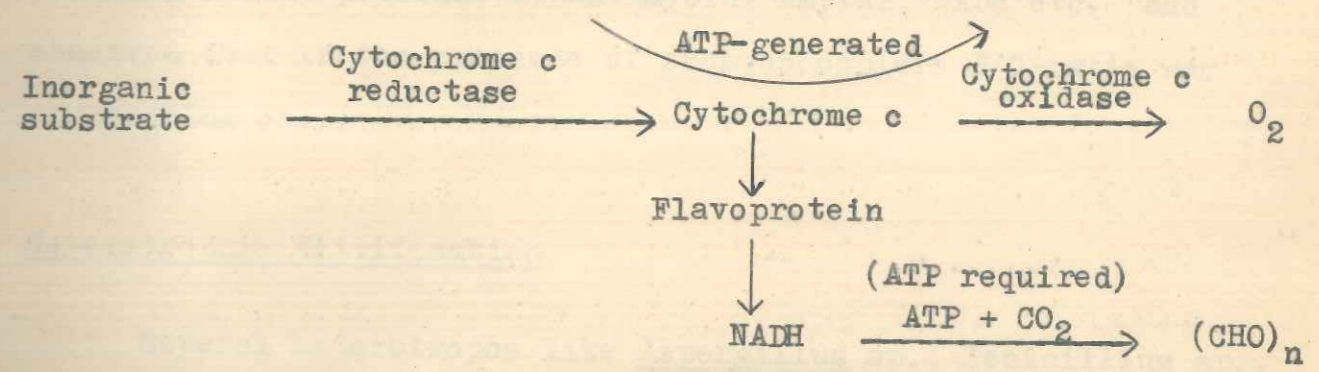 ATP-generated
Cytochrome c
reductase
Cytochrome c
oxidase
Inorganic
substrate
Cytochrome c
O2
Flavoprotein
(ATP required)
NADH
ATP + CO2
(CHO)n